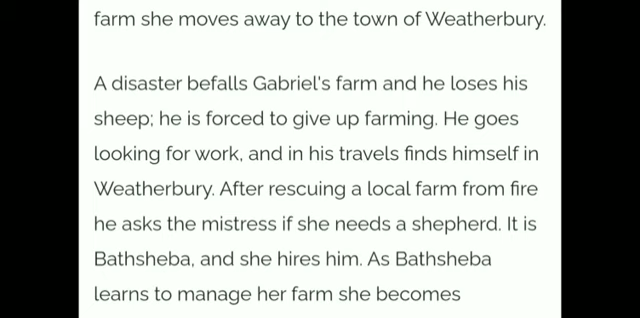 farm she moves away to the town of Weatherbury.
A disaster befalls Gabriel's farm and he loses his
sheep; he is forced to give up farming. He goes
looking for work, and in his travels finds himself in
Weatherbury. After rescuing a local farm from fire
he asks the mistress if she needs a shepherd. It is
Bathsheba, and she hires him. As Bathsheba
learns to manage her farm she becomes